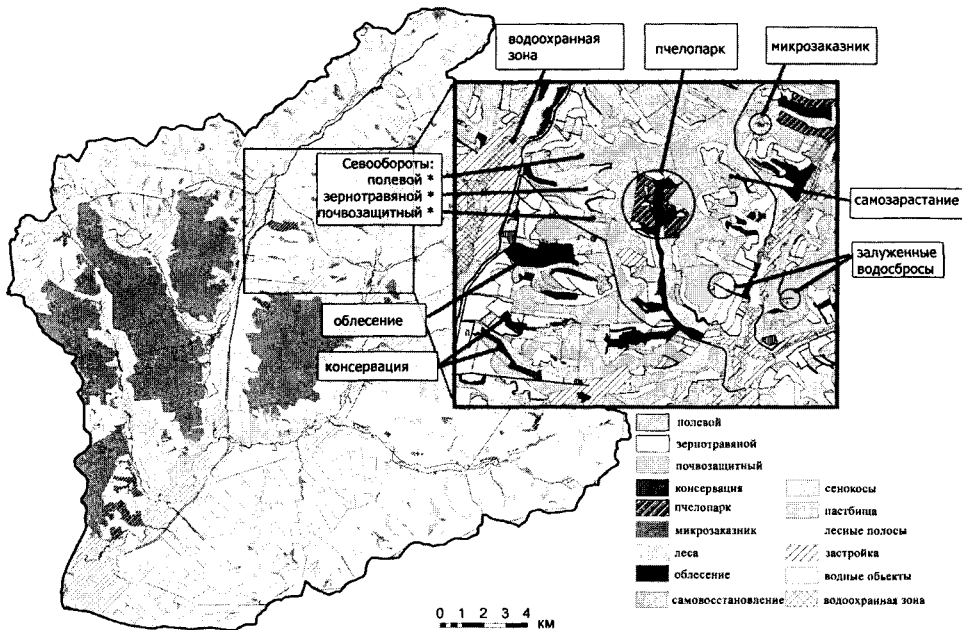 водоохранная
зона
пчелопарк
микрозаказник
Севообороты:
полевой *
зернотравяной *
почвозащитный *
самозарастание
залуженные
водосбросы
облесение
консервация
полевой
зернотравяной
почвозащитный
консервация
пчелопарк
микрозаказник
леса
облесение
самовосстановление
сенокосы
пастбища
лесные полосы
застройка
водные объекты
водоохранная зона
0 1 2 3 4
км